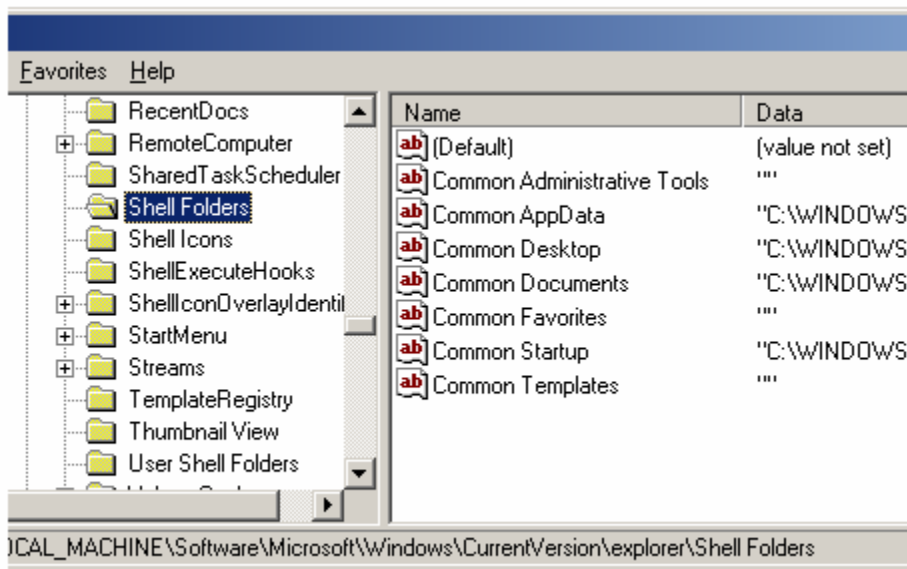 Favorites Help
RecentDocs
RemoteComputer
SharedTaskScheduler
Shell Folders
Shell Icons
ShellExecuteHooks
ShellIconOverlayIdentif
StartMenu
Streams
TemplateRegistry
Thumbnail View
User Shell Folders
Name Data
(Default) (value not set)
Common Administrative Tools ""
Common AppData "C:\WINDOWS
Common Desktop "C:\WINDOWS
Common Documents "C:\WINDOWS
Common Favorites ""
Common Startup "C:\WINDOWS
Common Templates ""
OCAL_MACHINE\Software\Microsoft\Windows\CurrentVersion\explorer\Shell Folders